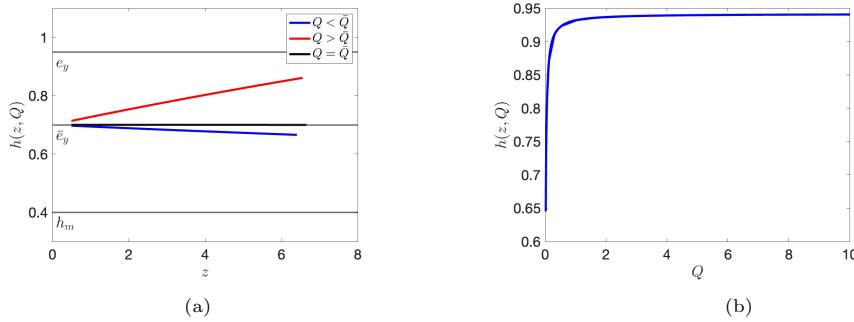 1
0.8
0.6
0.4
h(z, Q)
e_y
ē_y
h_m
Q < Q̄
Q > Q̄
Q = Q̄
0 2 4 6 8
z
(a)
0.95
0.9
0.85
0.8
0.75
0.7
0.65
0.6
h(z, Q)
0 2 4 6 8 10
Q
(b)